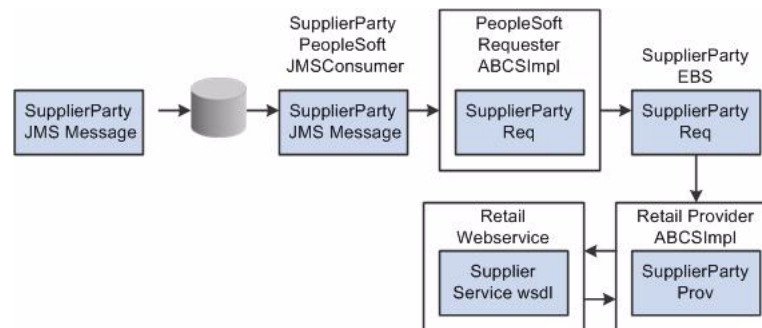 SupplierParty
JMS Message
SupplierParty
PeopleSoft
JMSConsumer
SupplierParty
JMS Message
PeopleSoft
Requester
ABCSImpl
SupplierParty
Req
SupplierParty
EBS
SupplierParty
Req
Retail
Webservice
Supplier
Service wsdl
Retail Provider
ABCSImpl
SupplierParty
Prov